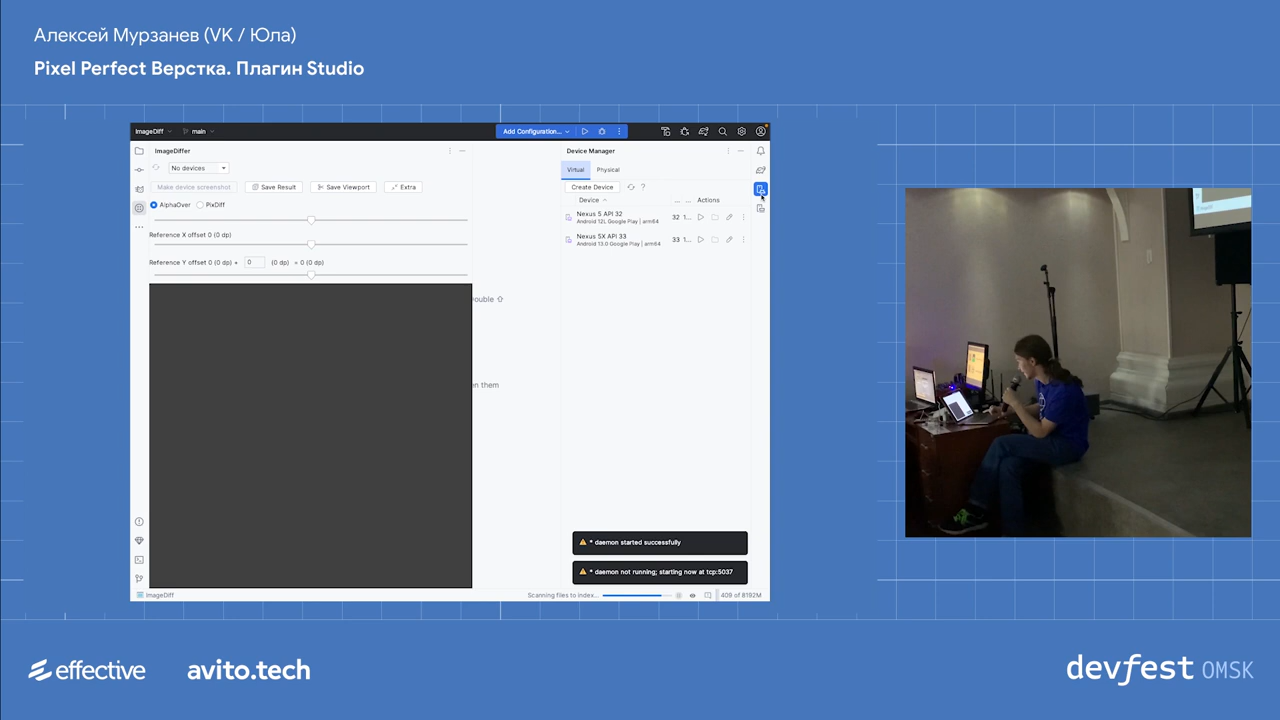 Алексей Мурзанев (VK / Юла)
Pixel Perfect Верстка. Плагин Studio
ImageDiff
main
Add Configuration...
ImageDiffer
No devices
Make device screenshot
Save Result
Save Viewport
Extra
AlphaOver
PixDiff
Reference X offset 0 (0 dp)
Reference Y offset 0 (0 dp) +
0
(0 dp)
= 0 (0 dp)
ouble ⇧
n them
Device Manager
Virtual
Physical
Create Device
?
Device
...
...
Actions
Nexus 5 API 32
Android 12L Google Play | arm64
32
1...
Nexus 5X API 33
Android 13.0 Google Play | arm64
33
1...
* daemon started successfully
* daemon not running; starting now at tcp:5037
ImageDiff
Scanning files to index...
409 of 8192M
effective
avito.tech
devfest OMSK